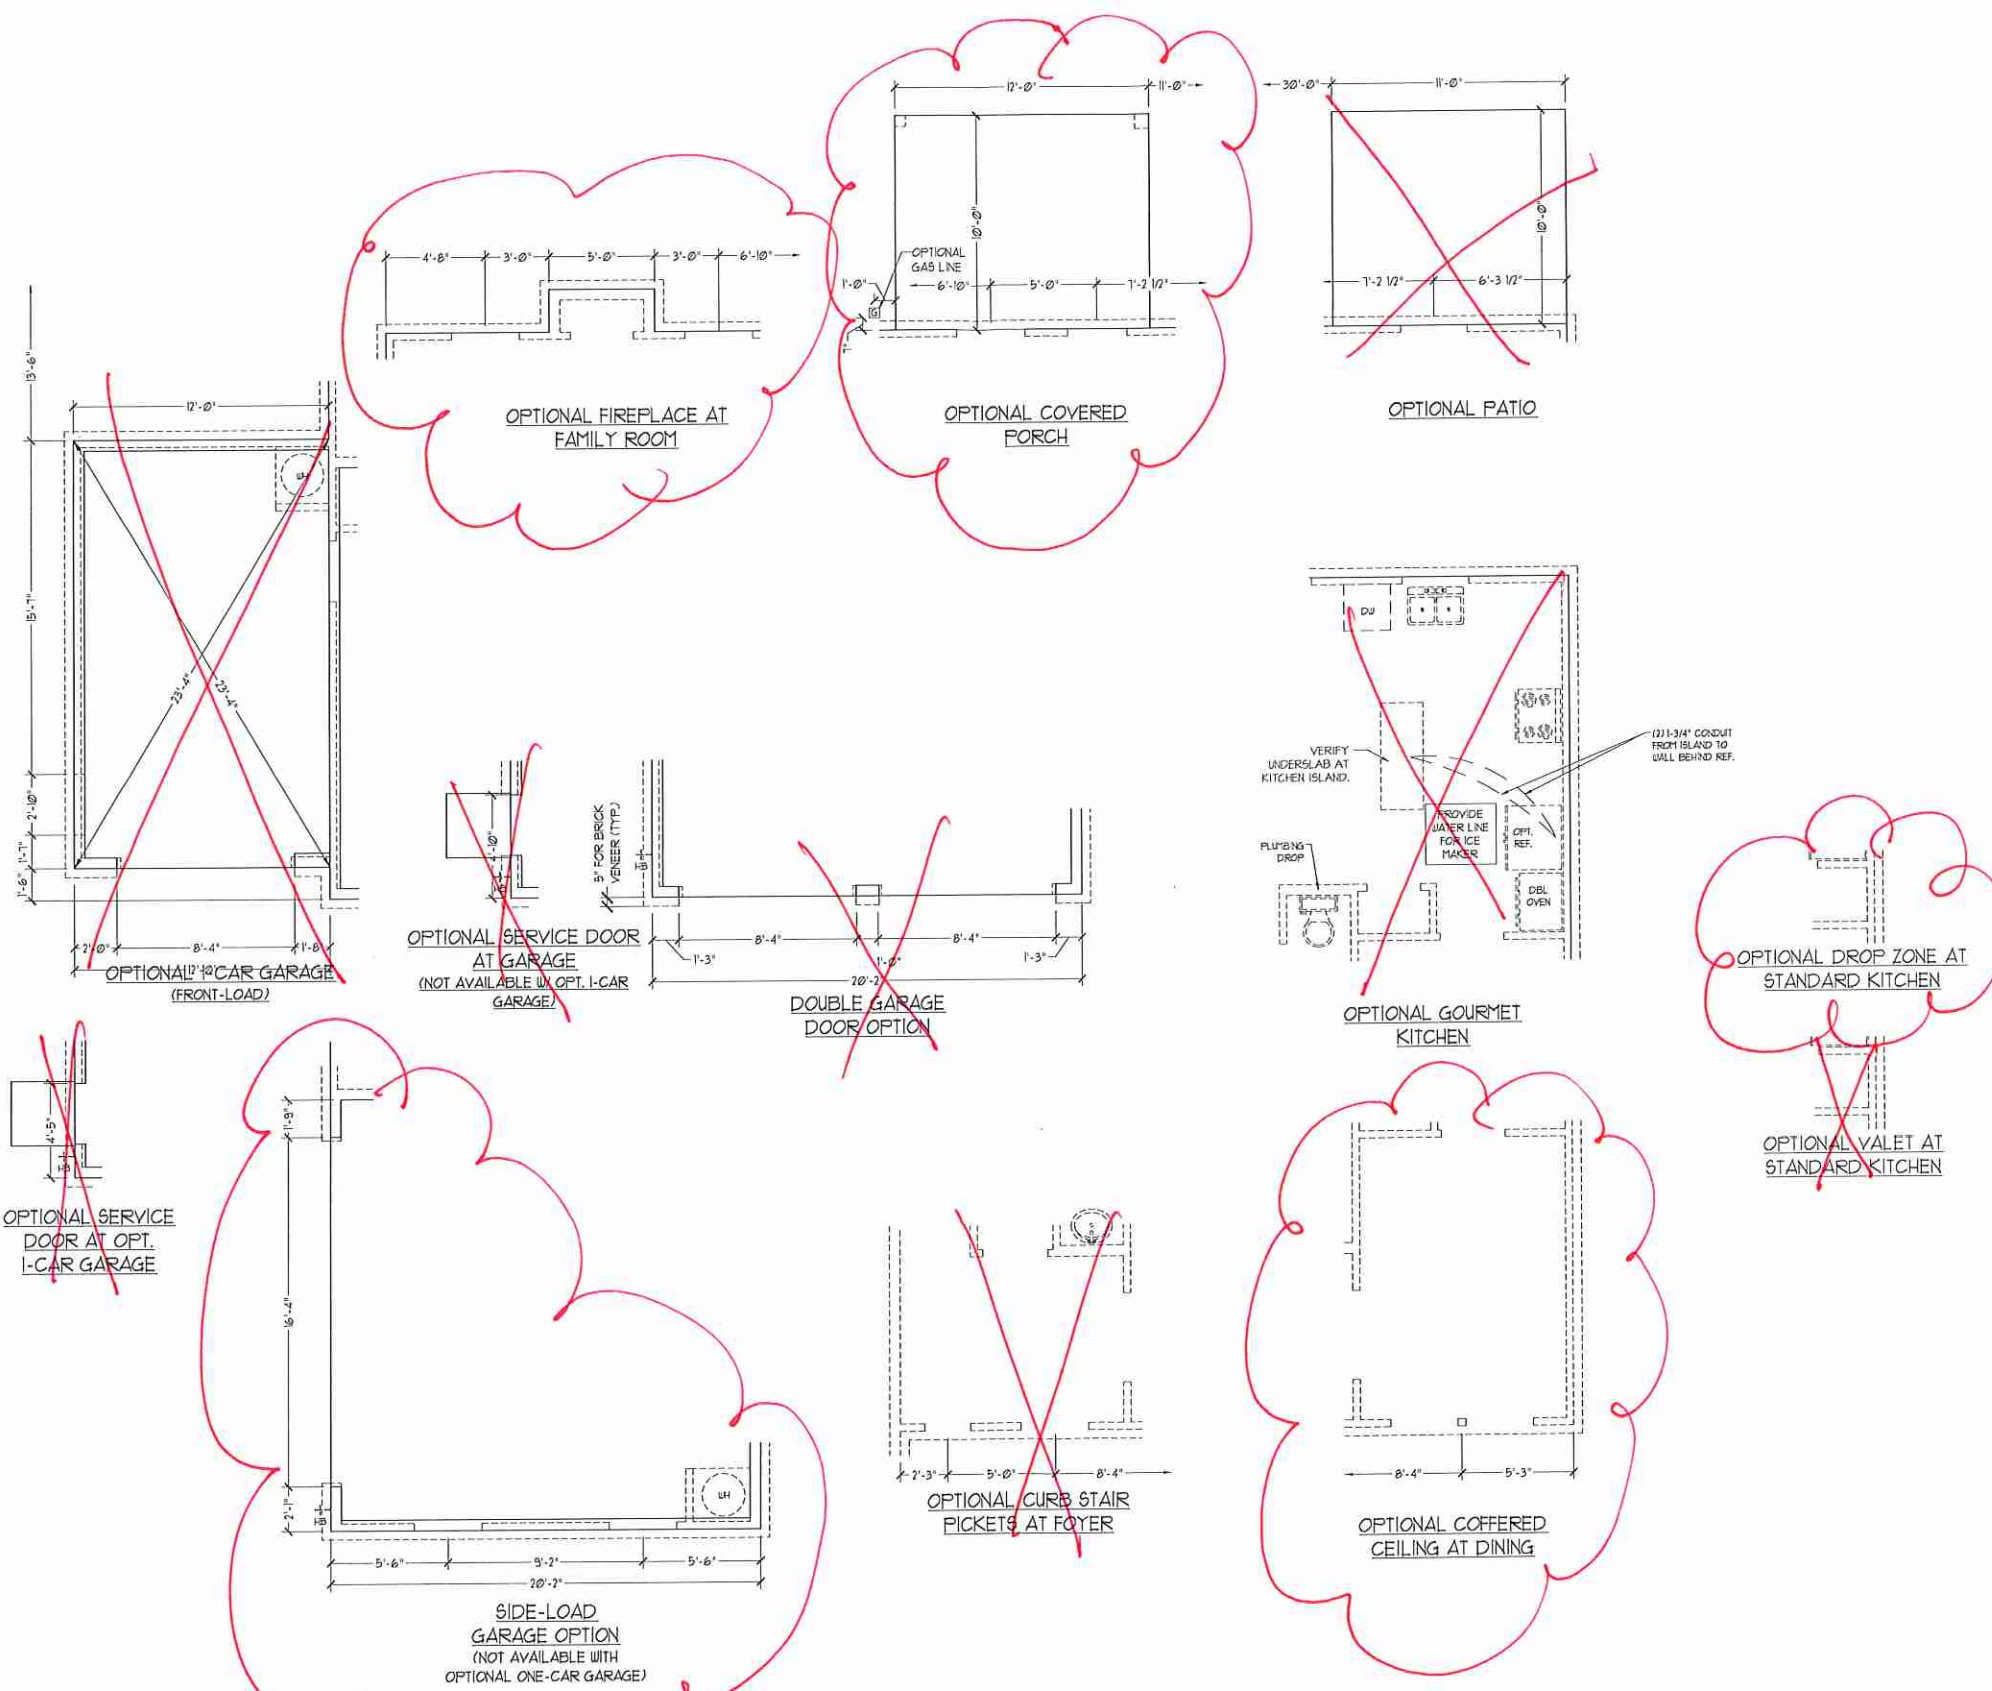 12'-0"
11'-0"
10'-0"
OPTIONAL
GAS LINE
1'-0"
6'-10"
5'-0"
7'-2 1/2"
G
7"
OPTIONAL COVERED
PORCH
30'-0"
11'-0"
10'-0"
7'-2 1/2"
6'-3 1/2"
OPTIONAL PATIO
4'-8"
3'-0"
5'-0"
3'-0"
6'-10"
OPTIONAL FIREPLACE AT
FAMILY ROOM
13'-6"
12'-0"
WH
15'-7"
23'-4"
23'-4"
2'-10"
1'-7"
1'-6"
2'-0"
8'-4"
1'-8"
OPTIONAL 1-CAR GARAGE
(FRONT-LOAD)
4'-10"
HB
OPTIONAL SERVICE DOOR
AT GARAGE
(NOT AVAILABLE W/ OPT. 1-CAR
GARAGE)
5" FOR BRICK
VENEER (TYP.)
HB
8'-4"
8'-4"
1'-3"
1'-0"
1'-3"
20'-2"
DOUBLE GARAGE
DOOR OPTION
DW
VERIFY
UNDERSLAB AT
KITCHEN ISLAND.
(2) 1-3/4" CONDUIT
FROM ISLAND TO
WALL BEHIND REF.
PROVIDE
WATER LINE
FOR ICE
MAKER
OPT.
REF.
PLUMBING
DROP
DBL
OVEN
OPTIONAL GOURMET
KITCHEN
OPTIONAL DROP ZONE AT
STANDARD KITCHEN
OPTIONAL VALET AT
STANDARD KITCHEN
4'-5"
HB
OPTIONAL SERVICE
DOOR AT OPT.
1-CAR GARAGE
1'-9"
16'-4"
2'-1"
HB
WH
5'-6"
9'-2"
5'-6"
20'-2"
SIDE-LOAD
GARAGE OPTION
(NOT AVAILABLE WITH
OPTIONAL ONE-CAR GARAGE)
2'-3"
5'-0"
8'-4"
OPTIONAL CURB STAIR
PICKETS AT FOYER
8'-4"
5'-3"
OPTIONAL COFFERED
CEILING AT DINING